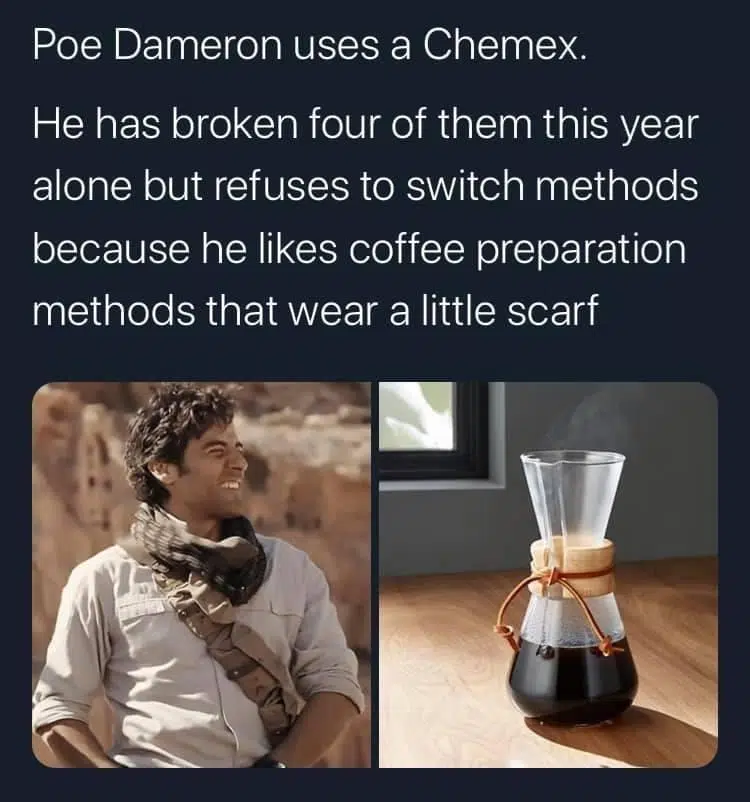 Poe Dameron uses a Chemex.
He has broken four of them this year
alone but refuses to switch methods
because he likes coffee preparation
methods that wear a little scarf